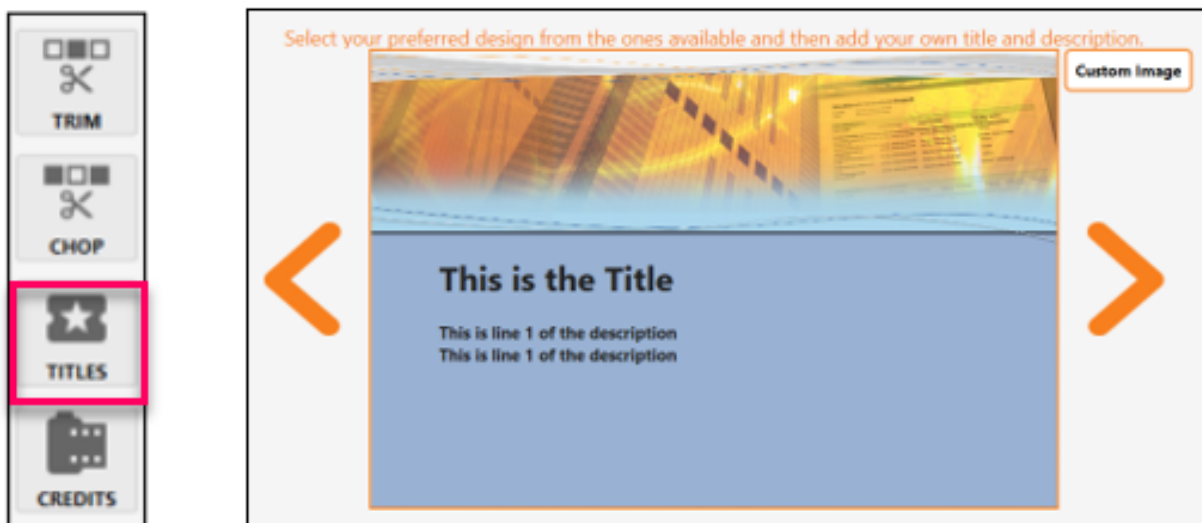 TRIM
CHOP
TITLES
CREDITS
Select your preferred design from the ones available and then add your own title and description.
Custom Image
This is the Title
This is line 1 of the description
This is line 1 of the description